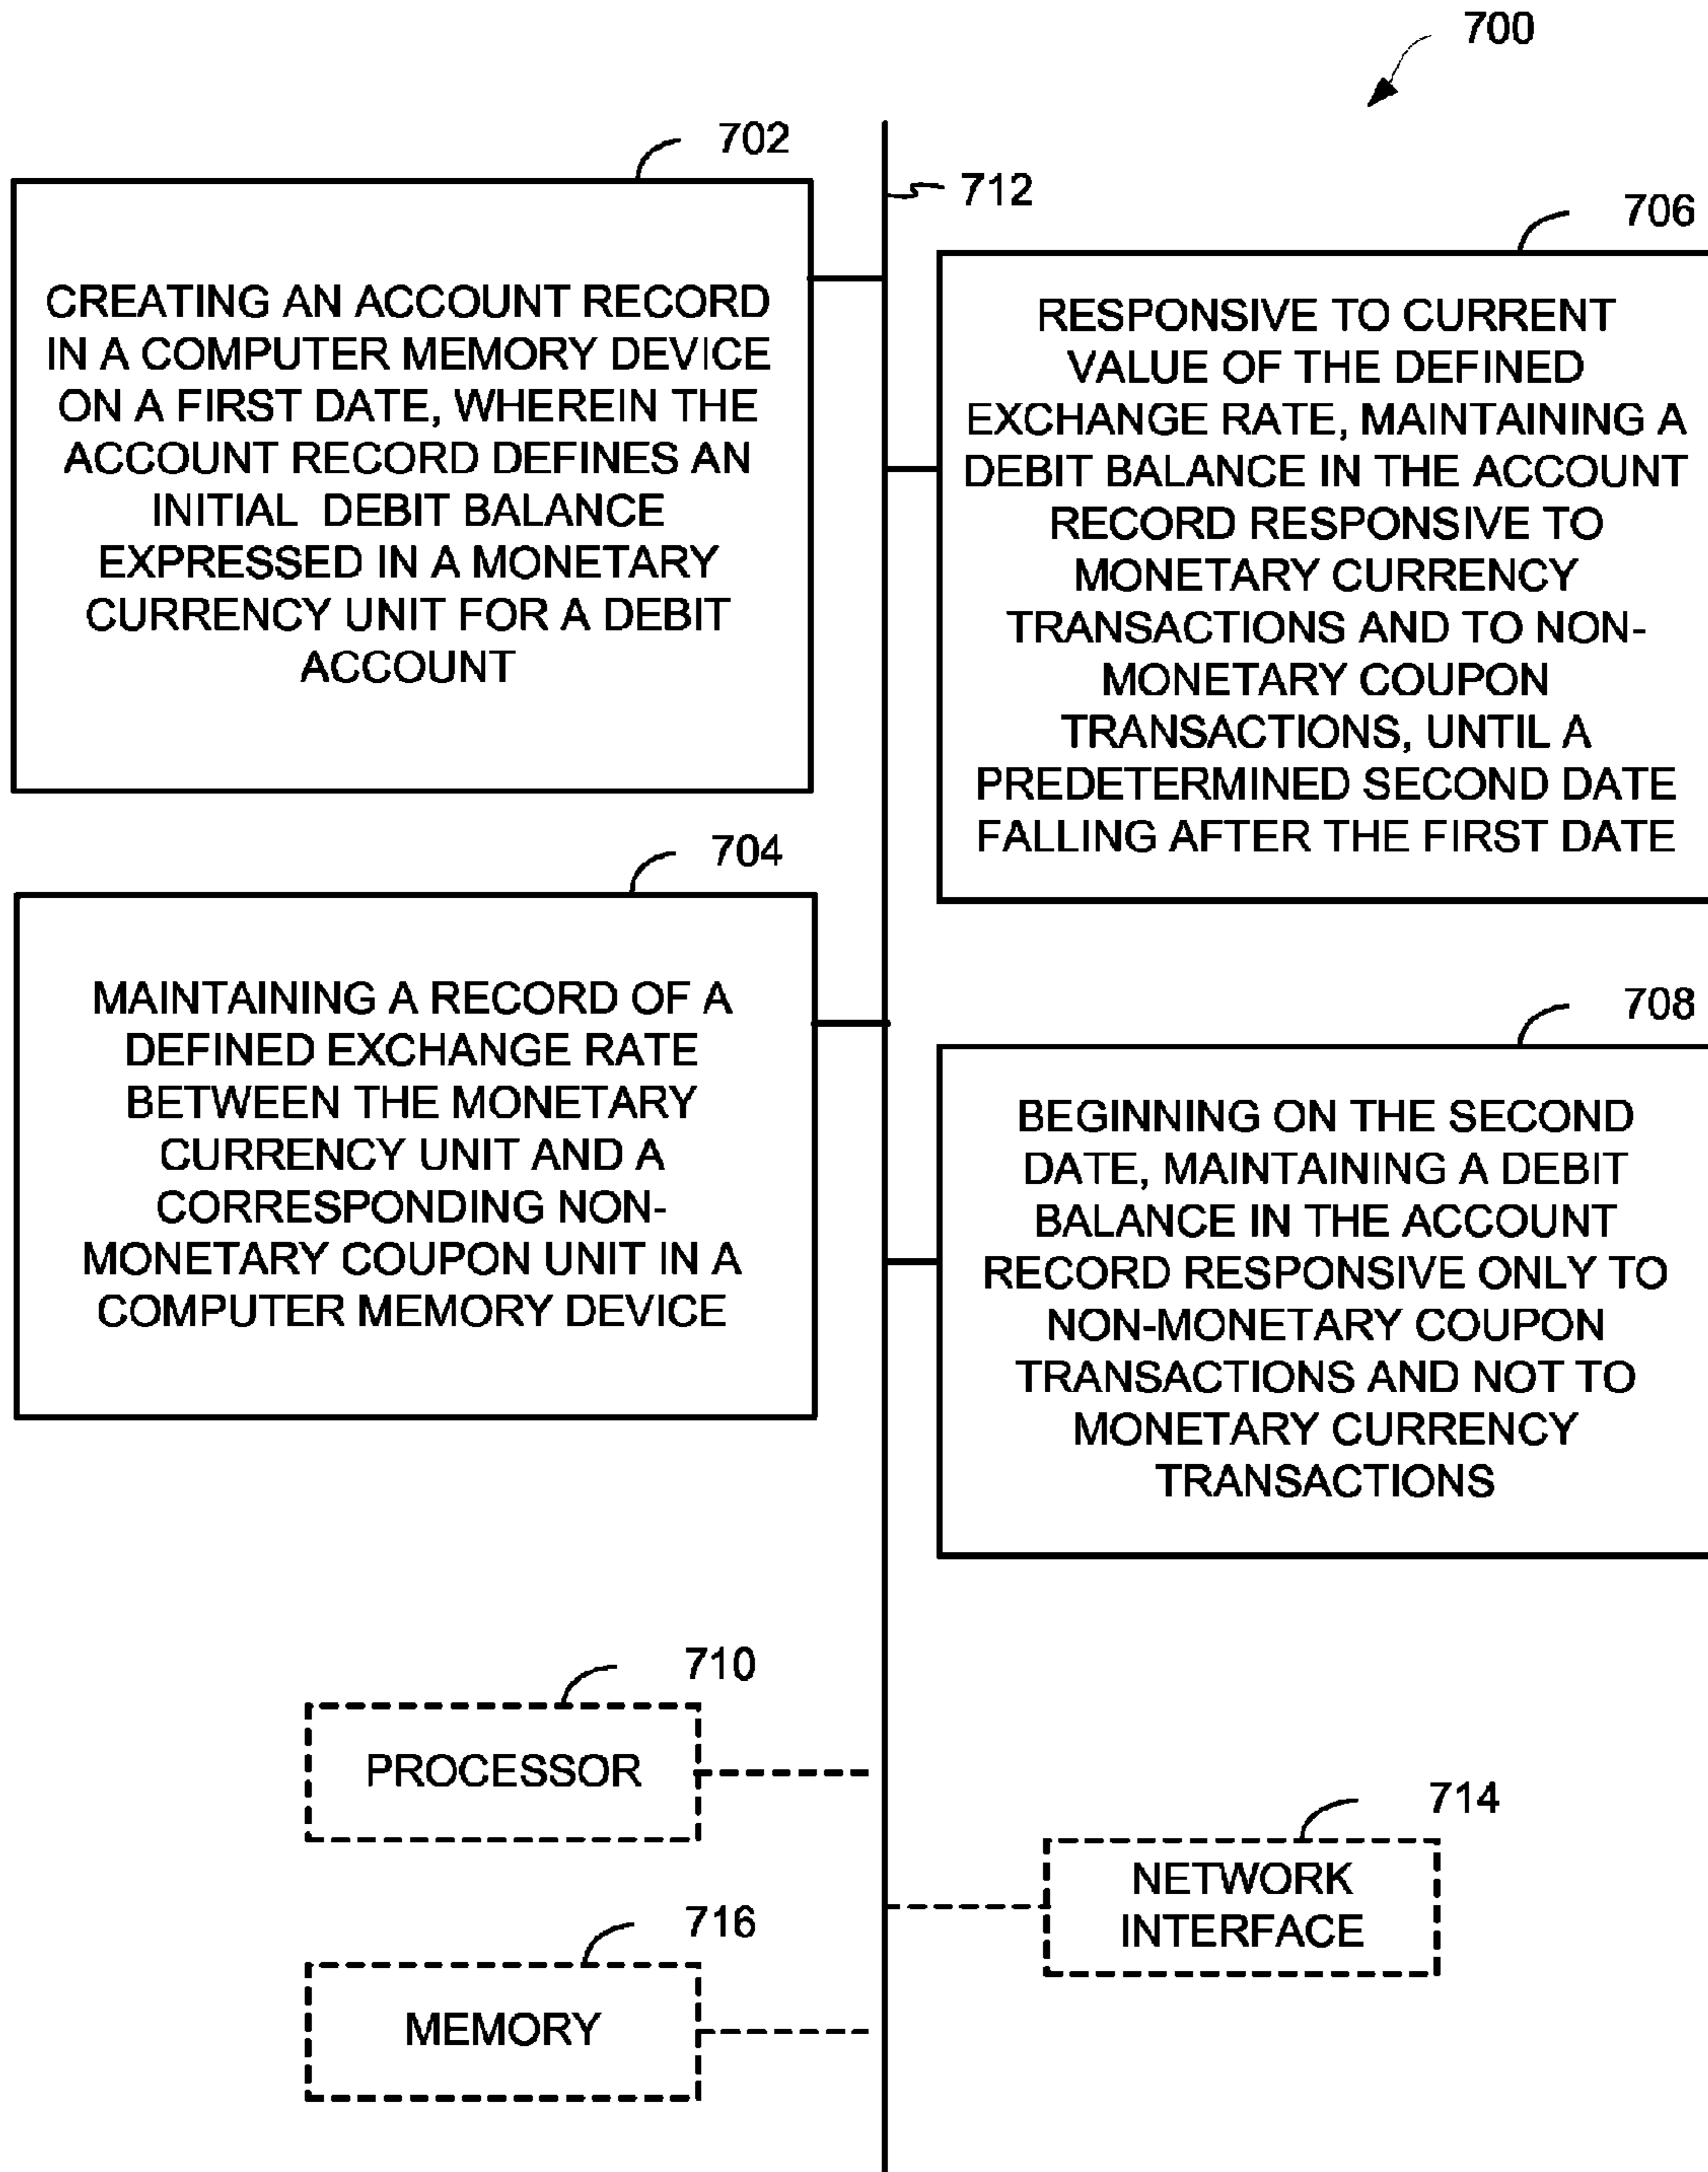 700
702
CREATING AN ACCOUNT RECORD
IN A COMPUTER MEMORY DEVICE
ON A FIRST DATE, WHEREIN THE
ACCOUNT RECORD DEFINES AN
INITIAL DEBIT BALANCE
EXPRESSED IN A MONETARY
CURRENCY UNIT FOR A DEBIT
ACCOUNT
712
706
RESPONSIVE TO CURRENT
VALUE OF THE DEFINED
EXCHANGE RATE, MAINTAINING A
DEBIT BALANCE IN THE ACCOUNT
RECORD RESPONSIVE TO
MONETARY CURRENCY
TRANSACTIONS AND TO NON-
MONETARY COUPON
TRANSACTIONS, UNTIL A
PREDETERMINED SECOND DATE
FALLING AFTER THE FIRST DATE
704
MAINTAINING A RECORD OF A
DEFINED EXCHANGE RATE
BETWEEN THE MONETARY
CURRENCY UNIT AND A
CORRESPONDING NON-
MONETARY COUPON UNIT IN A
COMPUTER MEMORY DEVICE
708
BEGINNING ON THE SECOND
DATE, MAINTAINING A DEBIT
BALANCE IN THE ACCOUNT
RECORD RESPONSIVE ONLY TO
NON-MONETARY COUPON
TRANSACTIONS AND NOT TO
MONETARY CURRENCY
TRANSACTIONS
710
PROCESSOR
714
NETWORK
INTERFACE
716
MEMORY